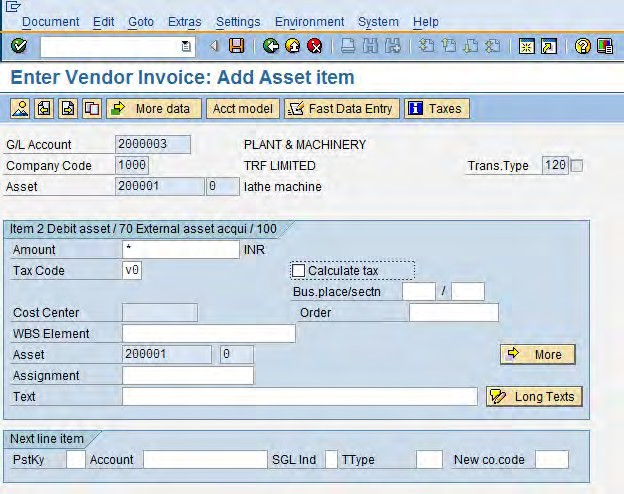 Document Edit Goto Extras Settings Environment System Help
Enter Vendor Invoice: Add Asset item
More data Acct model Fast Data Entry Taxes
G/L Account 2000003 PLANT & MACHINERY
Company Code 1000 TRF LIMITED Trans.Type 120
Asset 200001 0 lathe machine
Item 2 Debit asset / 70 External asset acqui / 100
Amount * INR
Tax Code v0 Calculate tax
Bus.place/sectn /
Cost Center Order
WBS Element
Asset 200001 0 More
Assignment
Text Long Texts
Next line item
PstKy Account SGL Ind TType New co.code